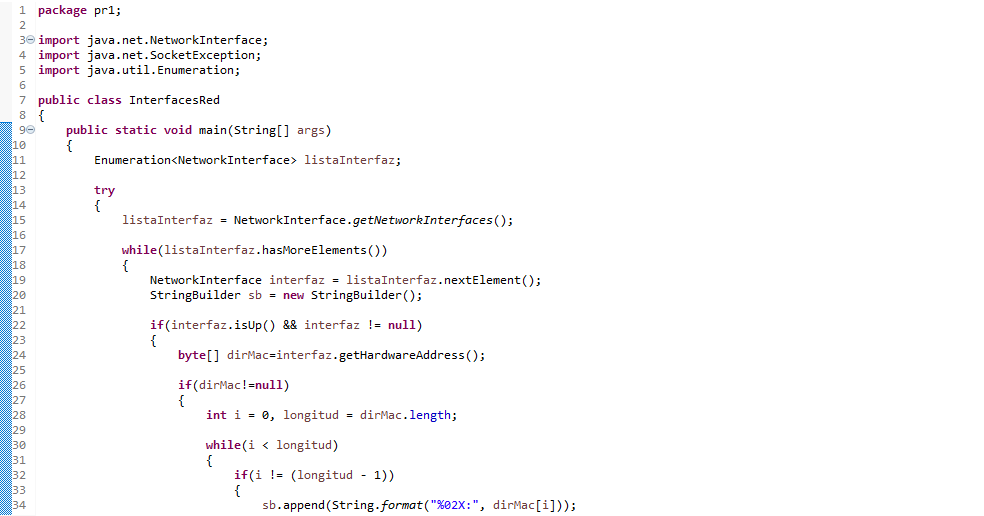 1 package pr1;
2
3 import java.net.NetworkInterface;
4 import java.net.SocketException;
5 import java.util.Enumeration;
6
7 public class InterfacesRed
8 {
9     public static void main(String[] args)
10     {
11         Enumeration<NetworkInterface> listaInterfaz;
12
13         try
14         {
15             listaInterfaz = NetworkInterface.getNetworkInterfaces();
16
17             while(listaInterfaz.hasMoreElements())
18             {
19                 NetworkInterface interfaz = listaInterfaz.nextElement();
20                 StringBuilder sb = new StringBuilder();
21
22                 if(interfaz.isUp() && interfaz != null)
23                 {
24                     byte[] dirMac=interfaz.getHardwareAddress();
25
26                     if(dirMac!=null)
27                     {
28                         int i = 0, longitud = dirMac.length;
29
30                         while(i < longitud)
31                         {
32                             if(i != (longitud - 1))
33                             {
34                                 sb.append(String.format("%02X:", dirMac[i]));